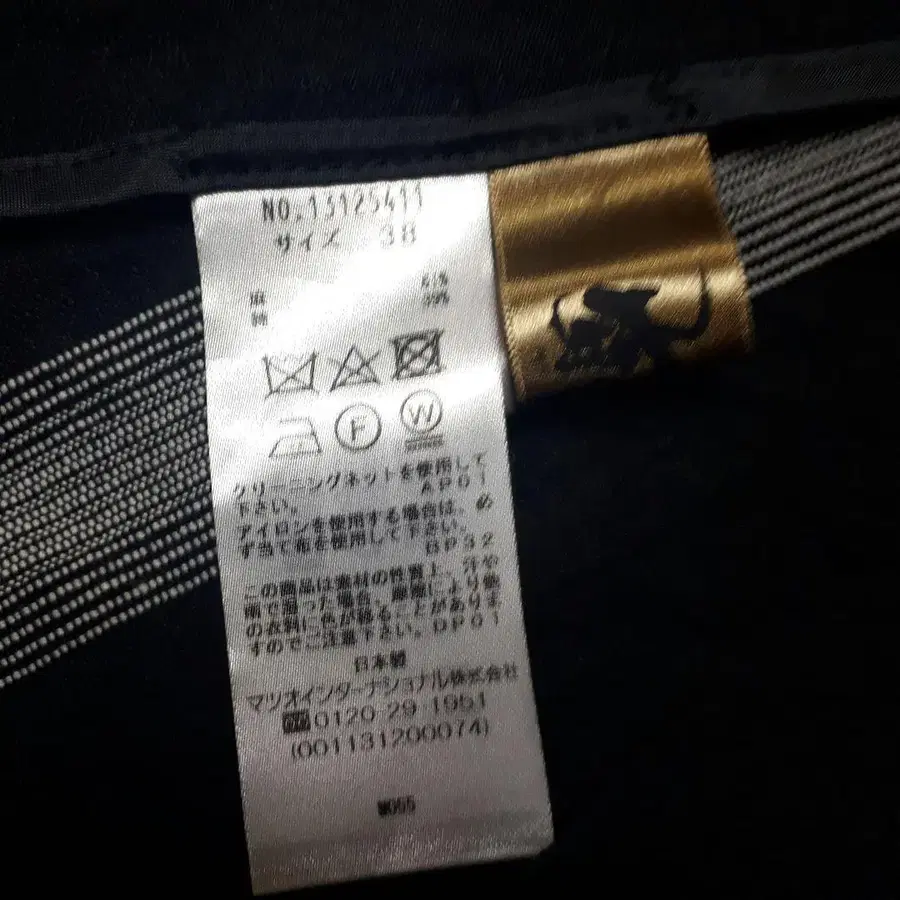 NO.13125411
サイズ 38
麻
綿 39%
F
W
クリーニングネットを使用して
下さい。 AP01
アイロンを使用する場合は、必
ず当て布を使用して下さい。
BP32
この商品は素材の性質上、汗や
雨で湿った場合、摩擦により他
の衣料に色が移ることがありま
すのでご注意下さい。DP01
日本製
マツオインターナショナル株式会社
0120 29 1951
(001131200074)
M055